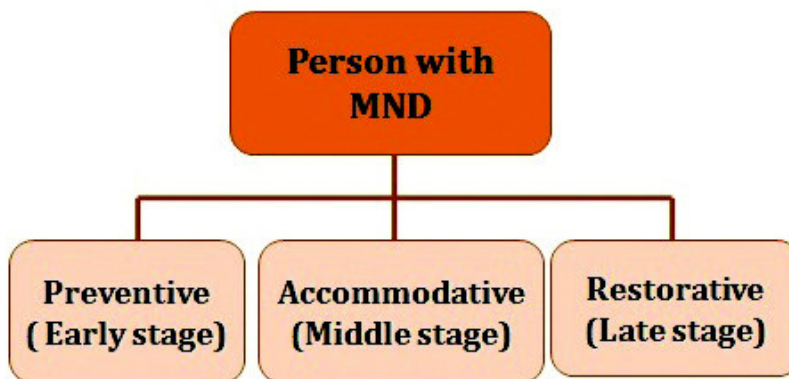 Person with
MND
Preventive
( Early stage)
Accommodative
(Middle stage)
Restorative
(Late stage)